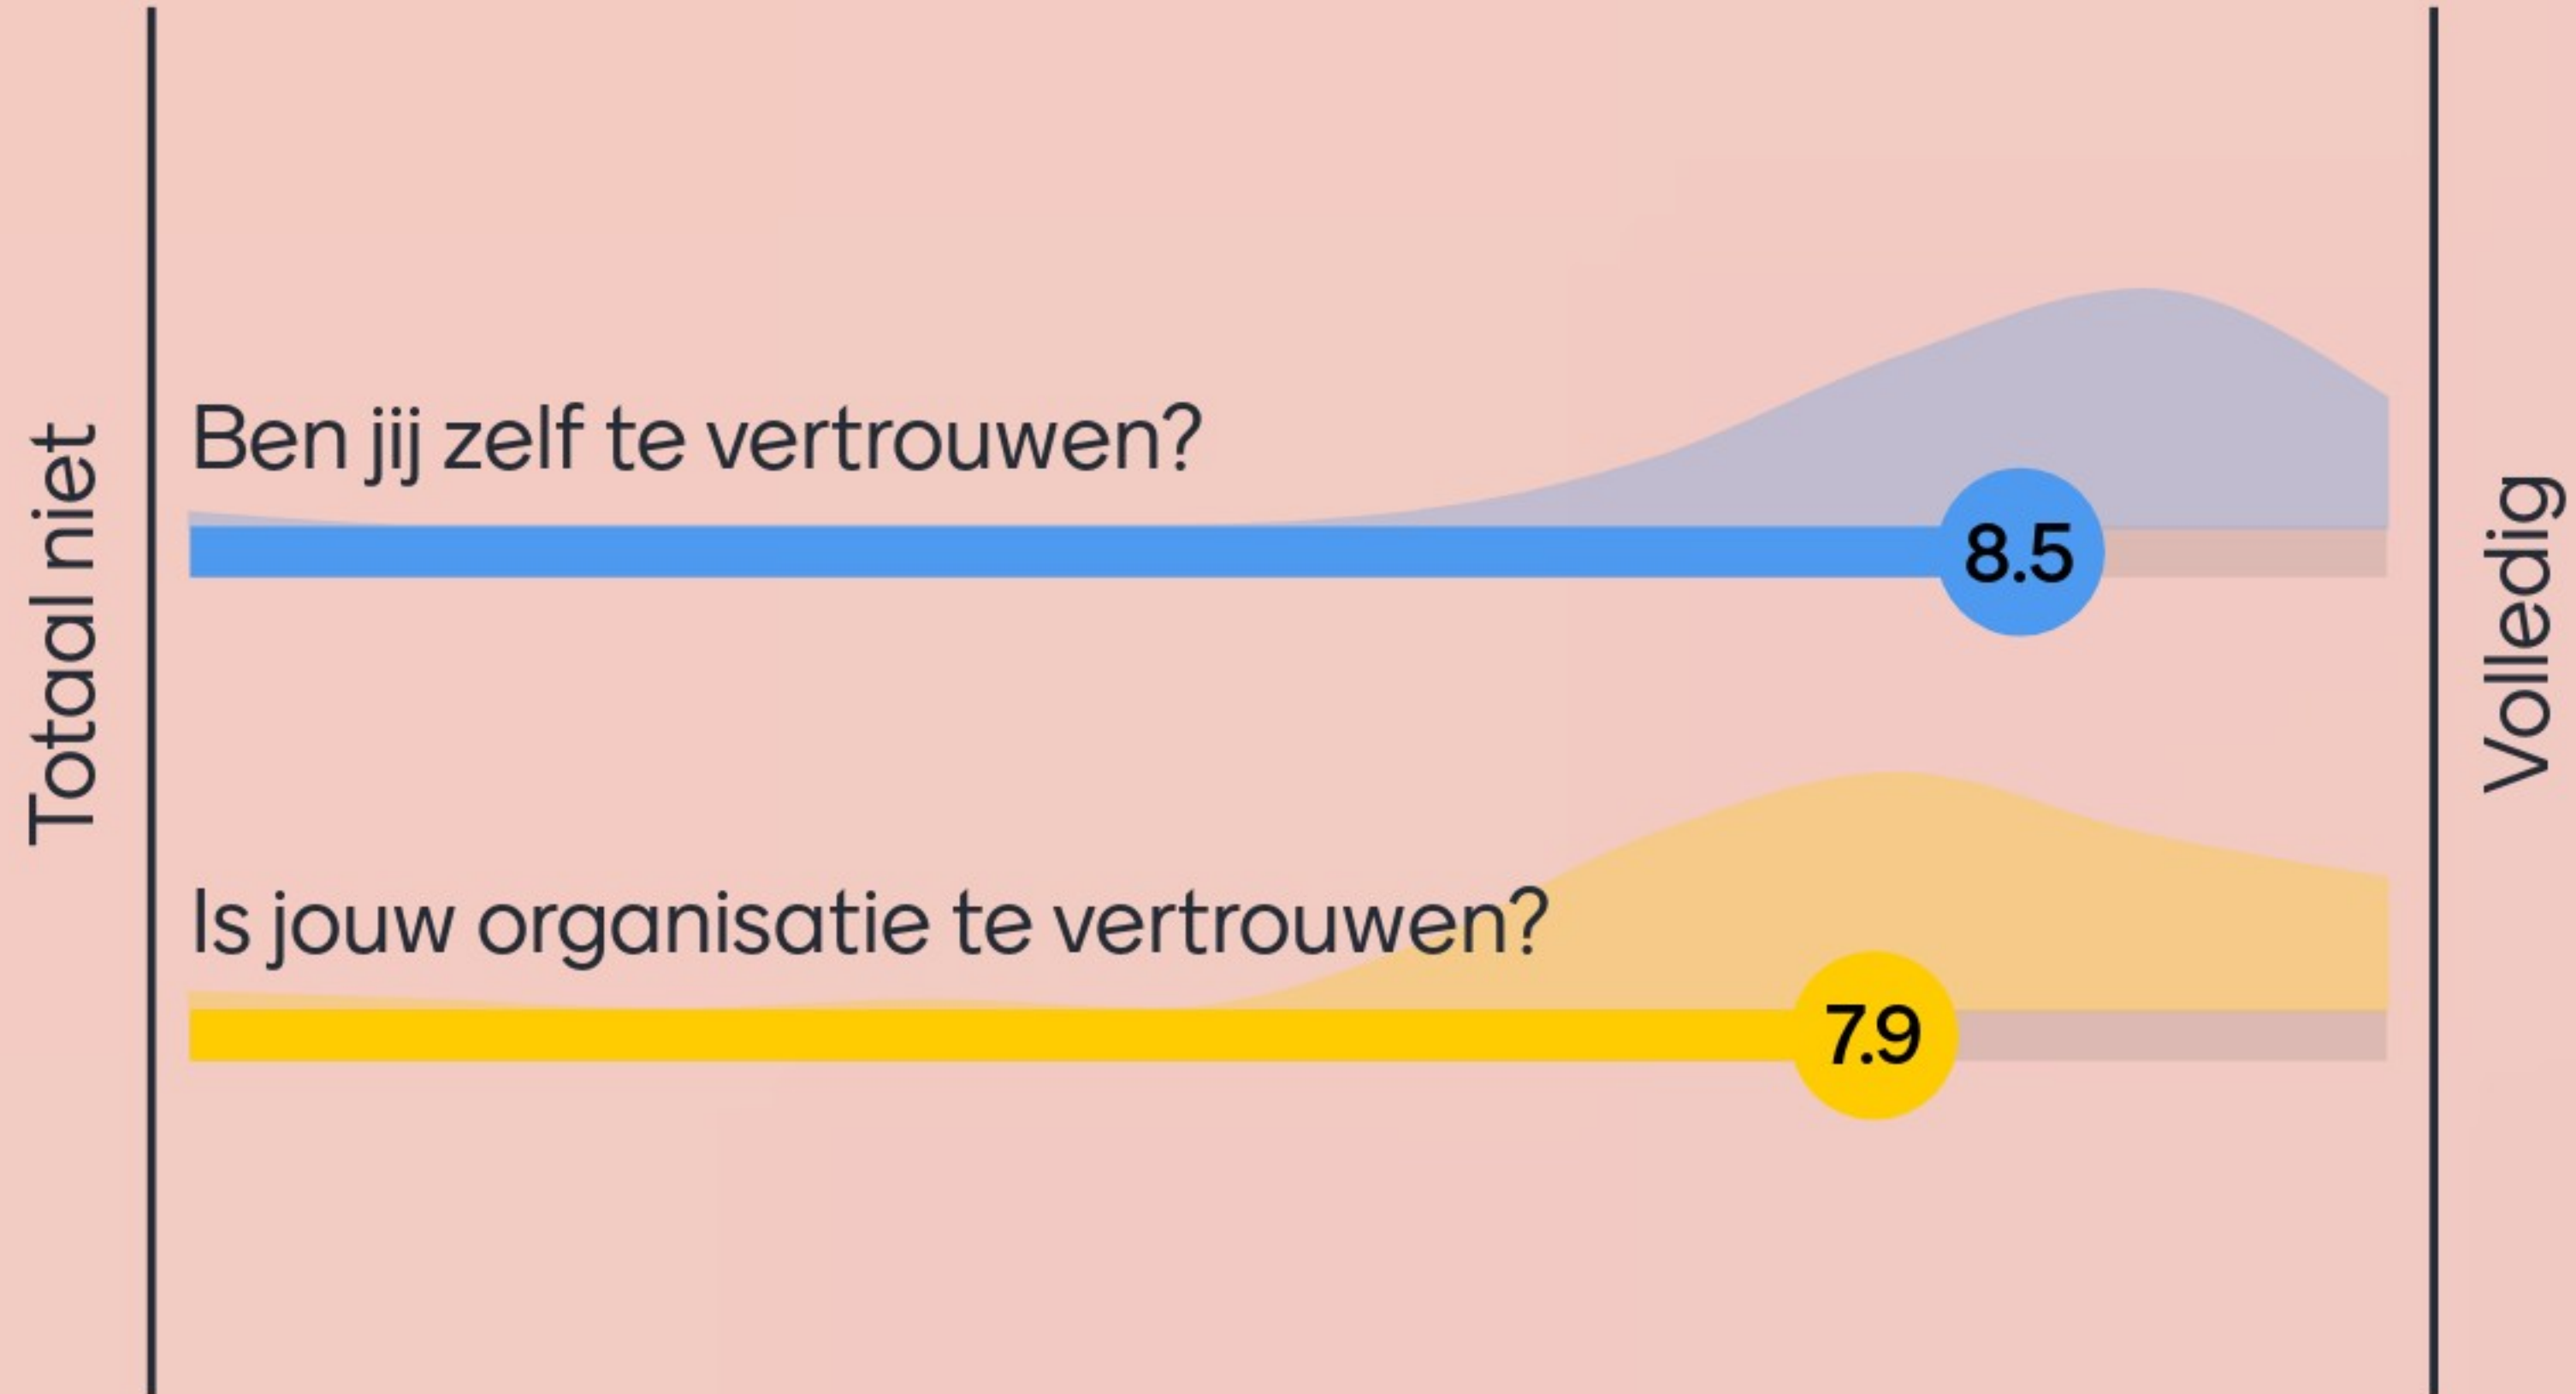 Totaal niet
Ben jij zelf te vertrouwen?
8.5
Is jouw organisatie te vertrouwen?
7.9
Volledig